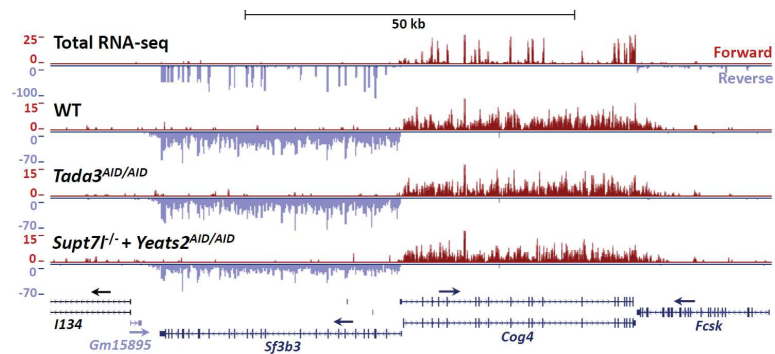 50 kb
25
Total RNA-seq
Forward
0
0
Reverse
-100
15
WT
0
0
-70
15
Tada3AID/AID
0
0
-70
15
Supt7l-/- + Yeats2AID/AID
0
0
-70
I134
Gm15895
Sf3b3
Cog4
Fcsk